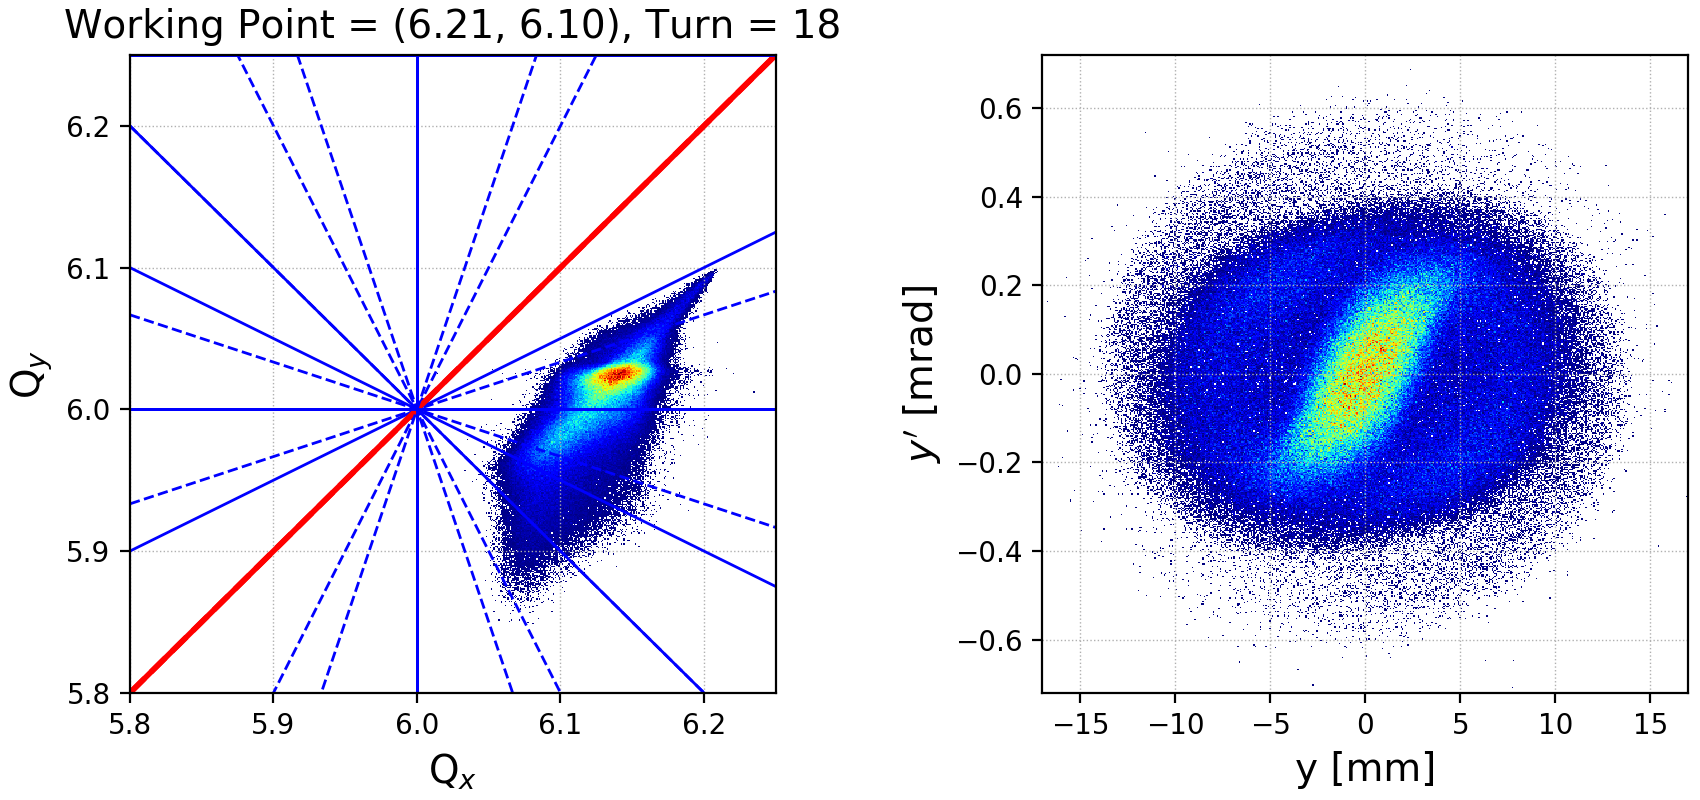 Working Point = (6.21, 6.10), Turn = 18
6.2
6.1
6.0
5.9
5.8
5.8 5.9 6.0 6.1 6.2
Qx
Qy
0.6
0.4
0.2
0.0
−0.2
−0.4
−0.6
−15 −10 −5 0 5 10 15
y [mm]
y′ [mrad]